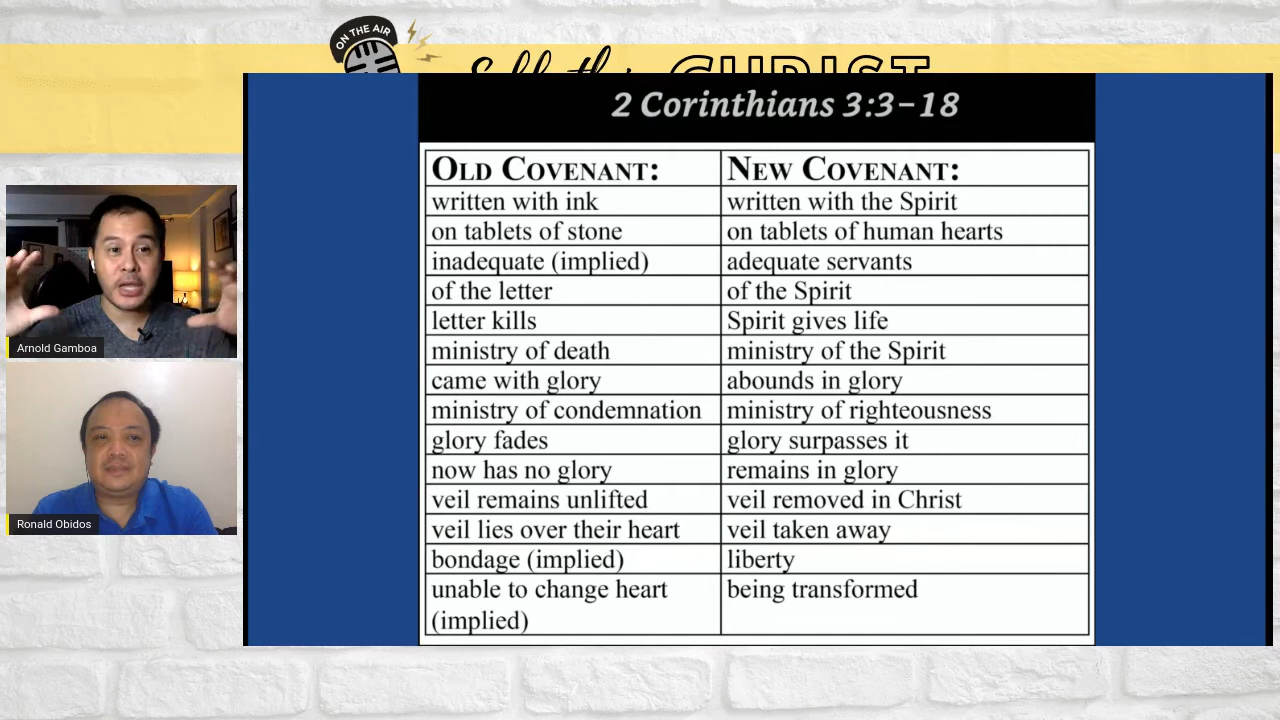 ON THE AIR
CHRIST
2 Corinthians 3:3–18
OLD COVENANT: NEW COVENANT:
written with ink written with the Spirit
on tablets of stone on tablets of human hearts
inadequate (implied) adequate servants
of the letter of the Spirit
letter kills Spirit gives life
ministry of death ministry of the Spirit
came with glory abounds in glory
ministry of condemnation ministry of righteousness
glory fades glory surpasses it
now has no glory remains in glory
veil remains unlifted veil removed in Christ
veil lies over their heart veil taken away
bondage (implied) liberty
unable to change heart being transformed
(implied)
Arnold Gamboa
Ronald Obidos